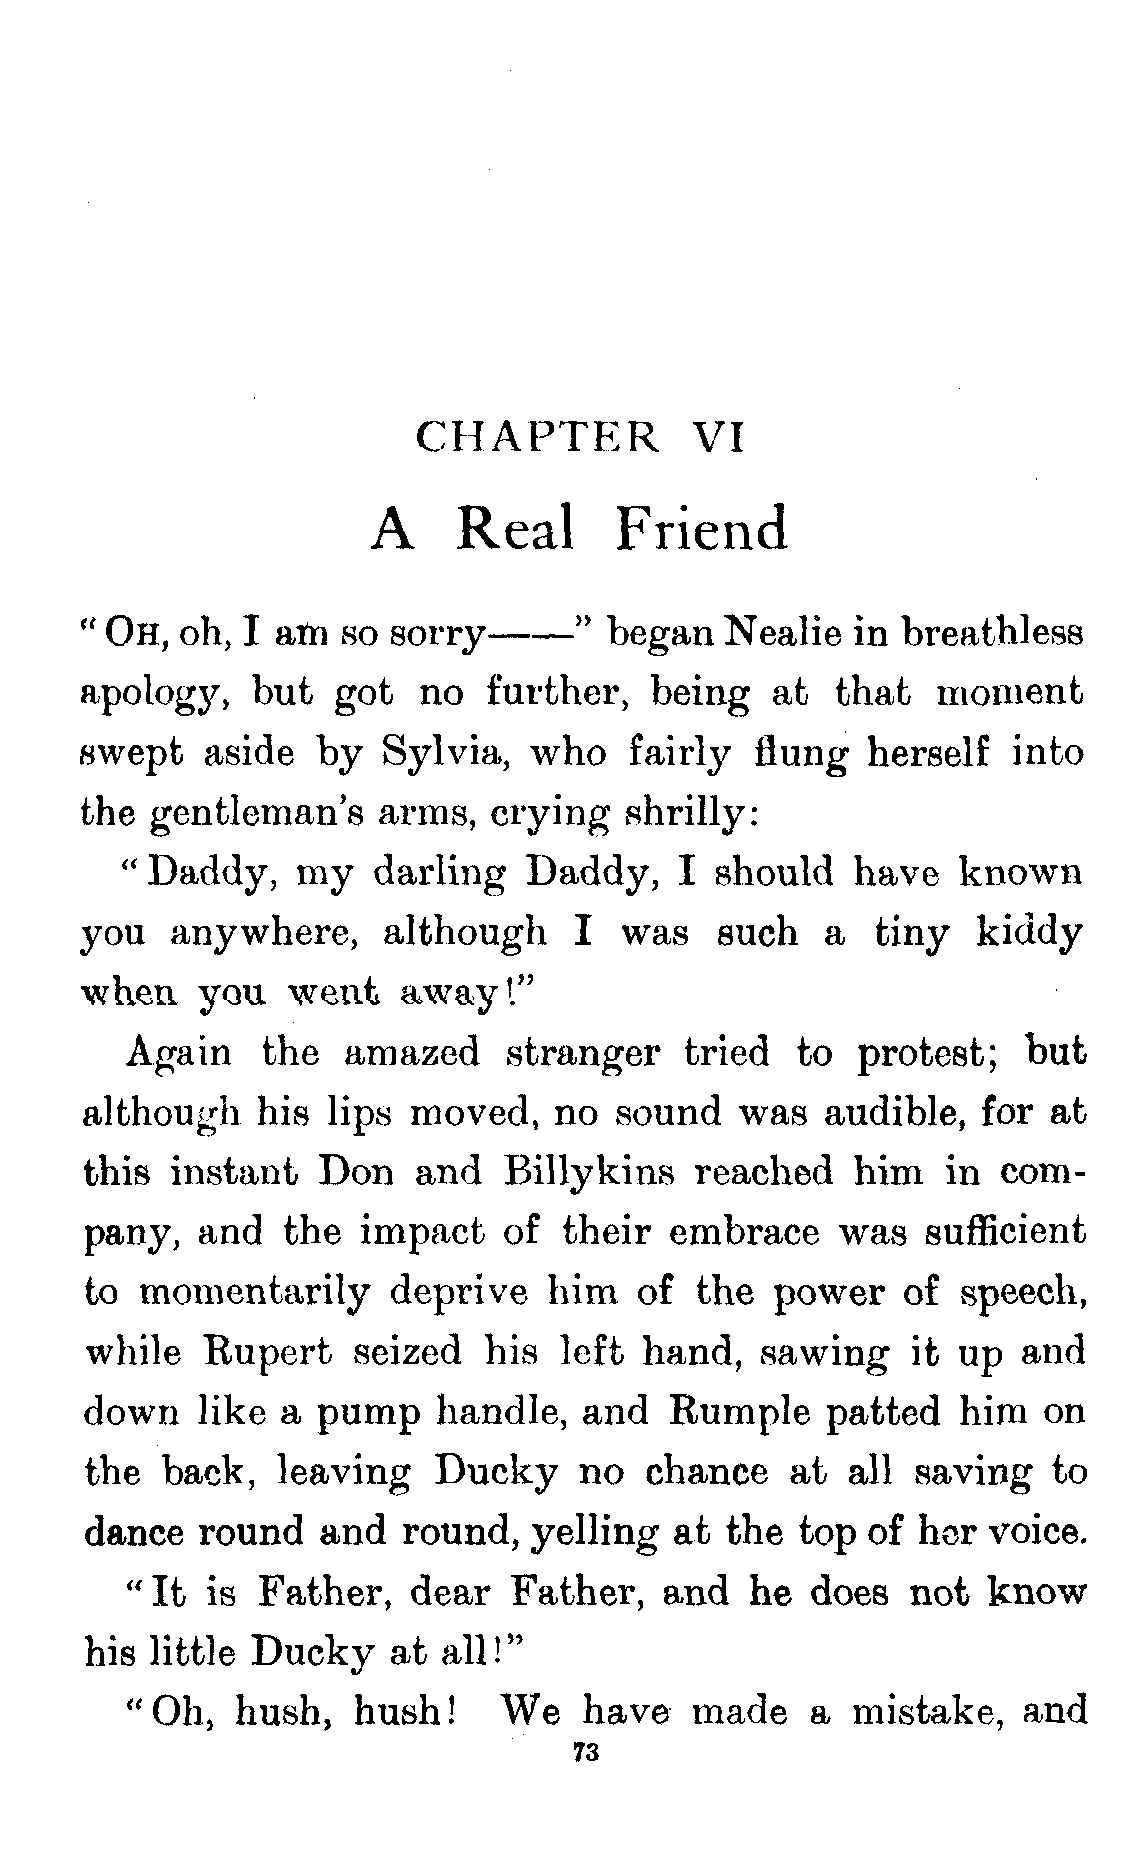 CHAPTER VI
A Real Friend
“OH, oh, I am so sorry——” began Nealie in breathless
apology, but got no further, being at that moment
swept aside by Sylvia, who fairly flung herself into
the gentleman's arms, crying shrilly:
“Daddy, my darling Daddy, I should have known
you anywhere, although I was such a tiny kiddy
when you went away!”
Again the amazed stranger tried to protest; but
although his lips moved, no sound was audible, for at
this instant Don and Billykins reached him in com-
pany, and the impact of their embrace was sufficient
to momentarily deprive him of the power of speech,
while Rupert seized his left hand, sawing it up and
down like a pump handle, and Rumple patted him on
the back, leaving Ducky no chance at all saving to
dance round and round, yelling at the top of her voice.
“It is Father, dear Father, and he does not know
his little Ducky at all!”
“Oh, hush, hush! We have made a mistake, and
73